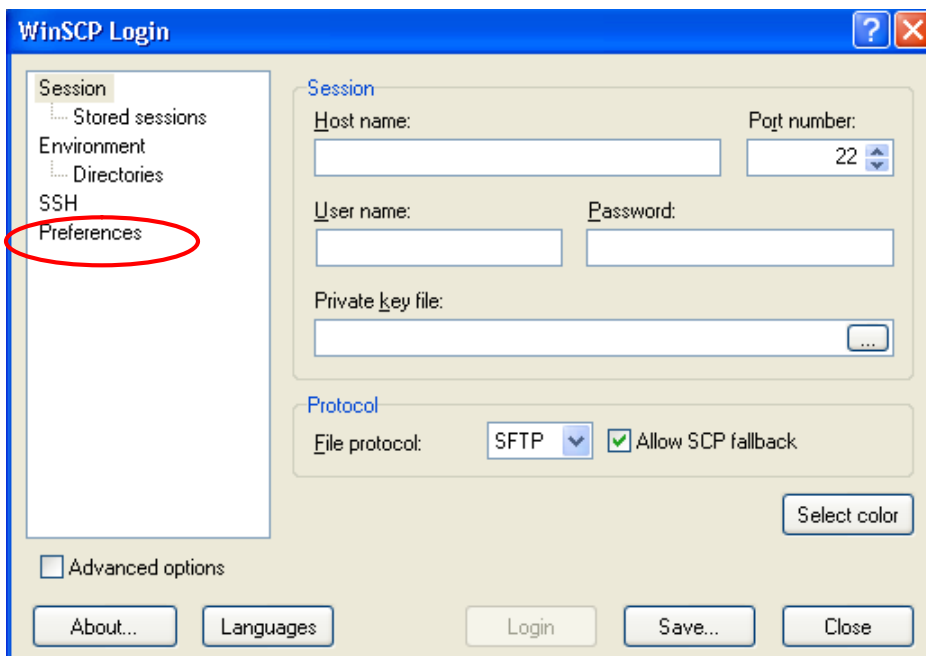 WinSCP Login
Session
Stored sessions
Environment
Directories
SSH
Preferences
Session
Host name:
Port number:
22
User name:
Password:
Private key file:
...
Protocol
File protocol:
SFTP
Allow SCP fallback
Select color
Advanced options
About...
Languages
Login
Save...
Close